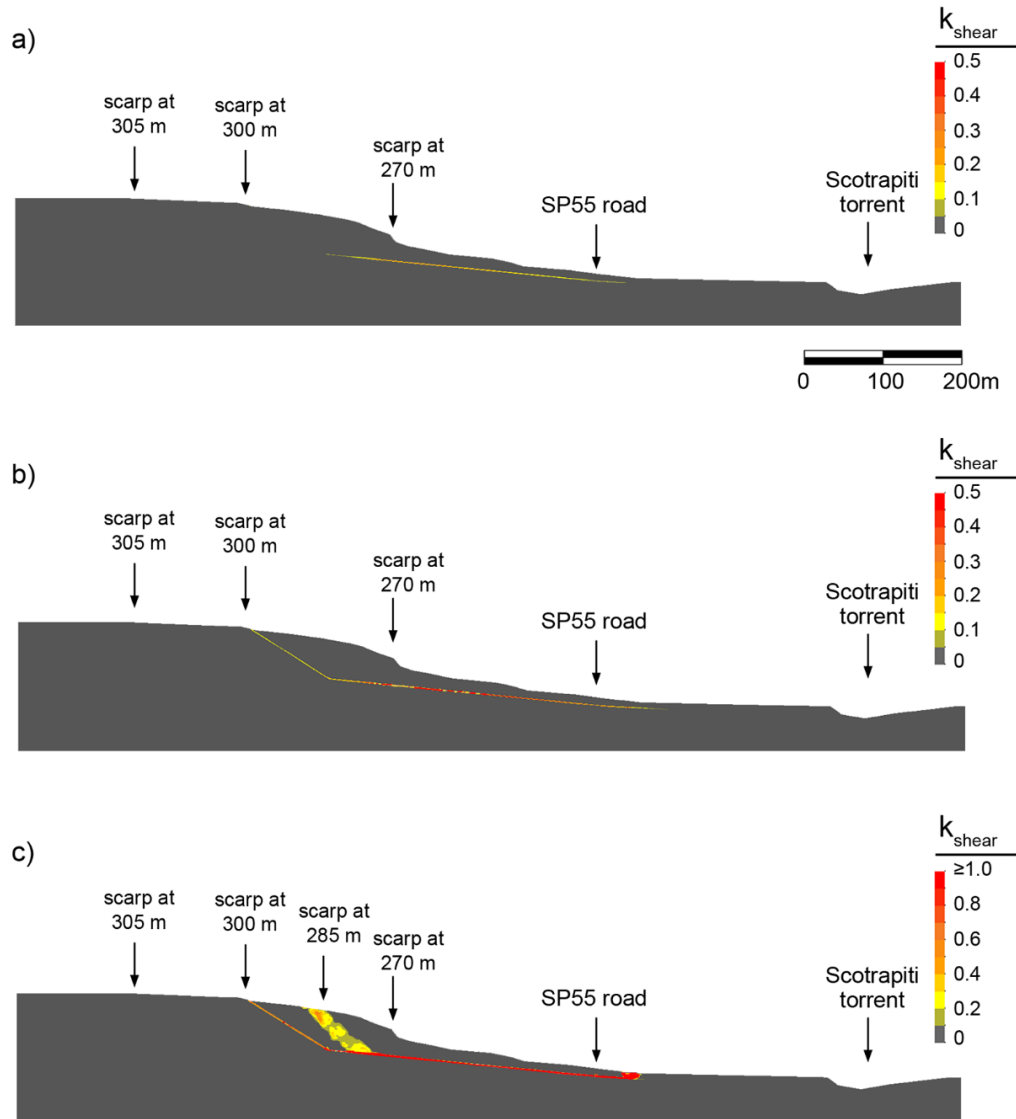 a)
k_shear
0.5
0.4
0.3
0.2
0.1
0
scarp at
305 m
scarp at
300 m
scarp at
270 m
SP55 road
Scotrapiti
torrent
0 100 200m
b)
k_shear
0.5
0.4
0.3
0.2
0.1
0
scarp at
305 m
scarp at
300 m
scarp at
270 m
SP55 road
Scotrapiti
torrent
c)
k_shear
≥1.0
0.8
0.6
0.4
0.2
0
scarp at
305 m
scarp at
300 m
scarp at
285 m
scarp at
270 m
SP55 road
Scotrapiti
torrent